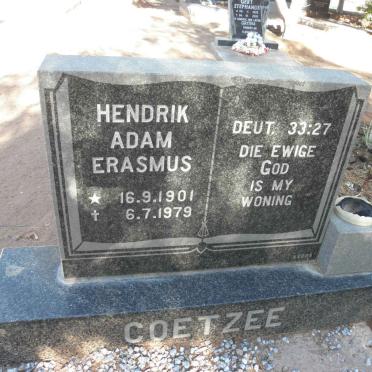 HENDRIK
ADAM
ERASMUS
★ 16.9.1901
✝ 6.7.1979
DEUT. 33:27
DIE EWIGE
GOD
IS MY
WONING
COETZEE